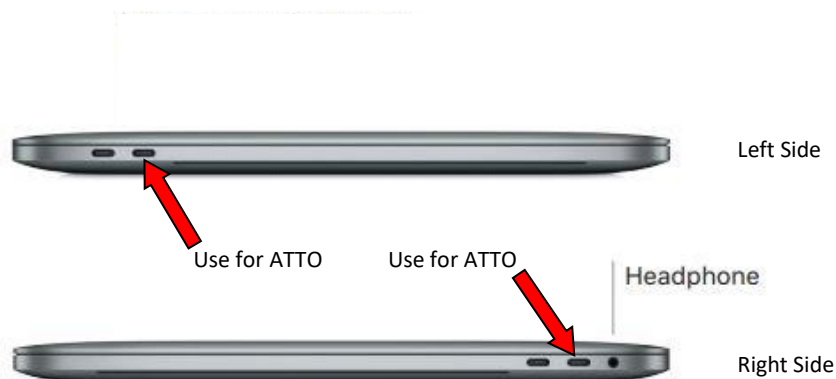 Left Side
Use for ATTO
Use for ATTO
Headphone
Right Side